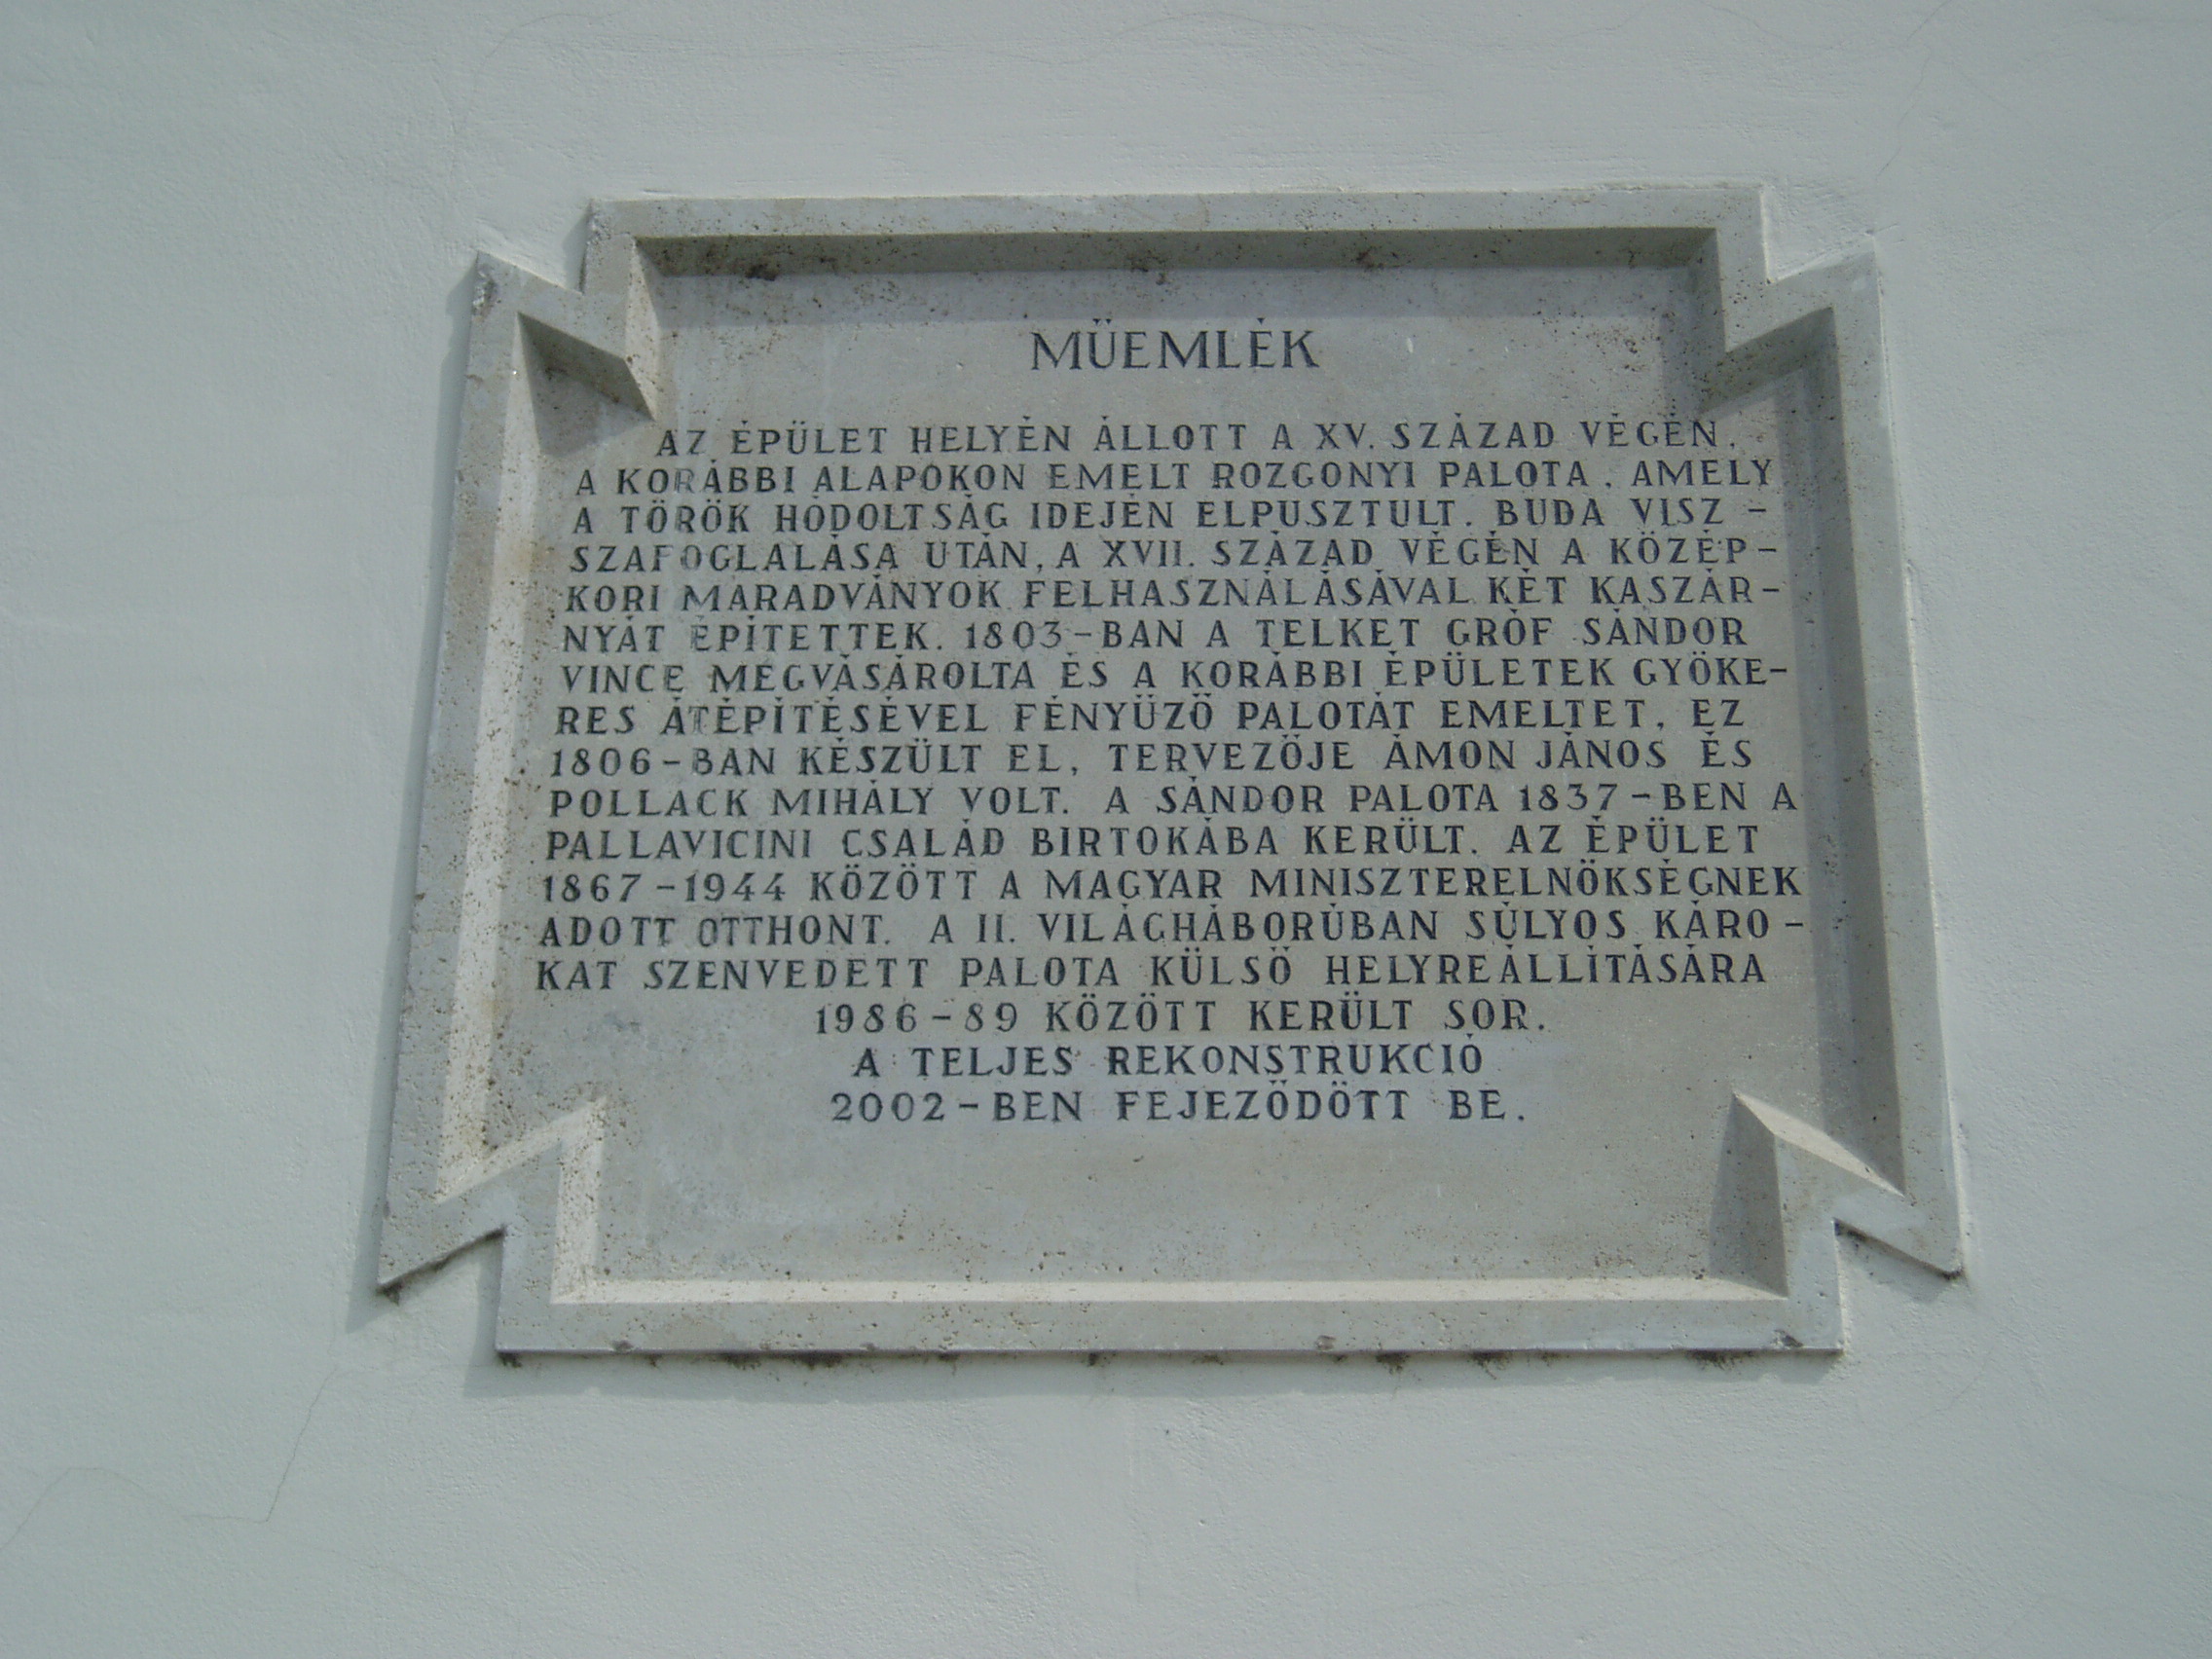 MŰEMLÉK
AZ ÉPÜLET HELYÉN ÁLLOTT A XV. SZÁZAD VÉGÉN,
A KORÁBBI ALAPOKON EMELT ROZGONYI PALOTA, AMELY
A TÖRÖK HÓDOLTSÁG IDEJÉN ELPUSZTULT. BUDA VISZ-
SZAFOGLALÁSA UTÁN, A XVII. SZÁZAD VÉGÉN A KÖZÉP-
KORI MARADVÁNYOK FELHASZNÁLÁSÁVAL KÉT KASZÁR-
NYÁT ÉPÍTETTEK. 1803-BAN A TELKET GRÓF SÁNDOR
VINCE MEGVÁSÁROLTA ÉS A KORÁBBI ÉPÜLETEK GYÖKE-
RES ÁTÉPÍTÉSÉVEL FÉNYŰZŐ PALOTÁT EMELTET, EZ
1806-BAN KÉSZÜLT EL, TERVEZŐJE ÁMON JÁNOS ÉS
POLLACK MIHÁLY VOLT. A SÁNDOR PALOTA 1837-BEN A
PALLAVICINI CSALÁD BIRTOKÁBA KERÜLT. AZ ÉPÜLET
1867-1944 KÖZÖTT A MAGYAR MINISZTERELNÖKSÉGNEK
ADOTT OTTHONT. A II. VILÁGHÁBORÚBAN SÚLYOS KÁRO-
KAT SZENVEDETT PALOTA KÜLSŐ HELYREÁLLÍTÁSÁRA
1986-89 KÖZÖTT KERÜLT SOR.
A TELJES REKONSTRUKCIÓ
2002-BEN FEJEZŐDÖTT BE.